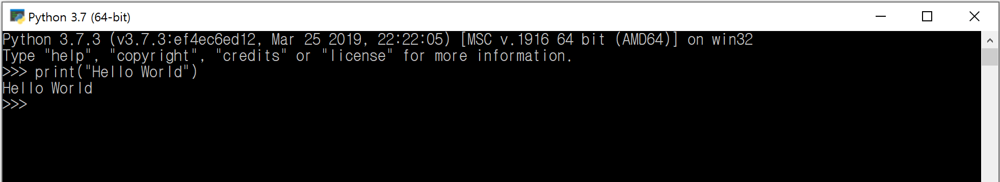 Python 3.7 (64-bit)
Python 3.7.3 (v3.7.3:ef4ec6ed12, Mar 25 2019, 22:22:05) [MSC v.1916 64 bit (AMD64)] on win32
Type "help", "copyright", "credits" or "license" for more information.
>>> print("Hello World")
Hello World
>>>